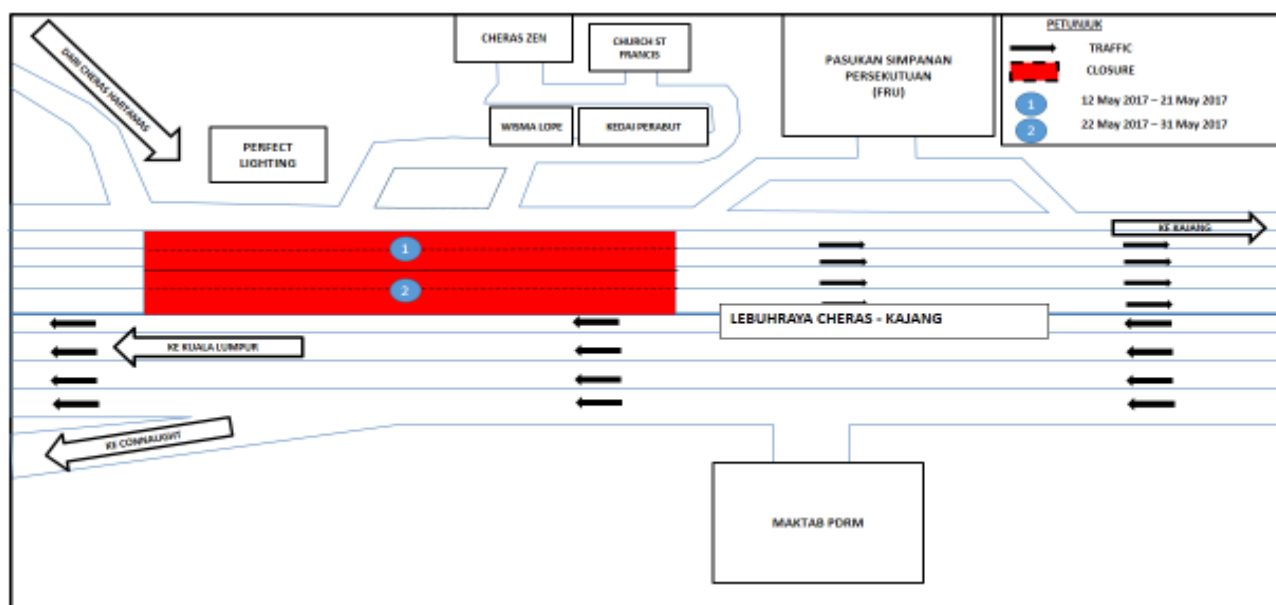 DARI CHERAS HARTAMAS
CHERAS ZEN
CHURCH ST
FRANCIS
PASUKAN SIMPANAN
PERSEKUTUAN
(FRU)
PETUNJUK
TRAFFIC
CLOSURE
1
12 May 2017 – 21 May 2017
2
22 May 2017 – 31 May 2017
PERFECT
LIGHTING
WISMA LOPE
KEDAI PERABUT
KE KAJANG
1
2
LEBUHRAYA CHERAS - KAJANG
KE KUALA LUMPUR
KE CONNAUGHT
MAKTAB PDRM